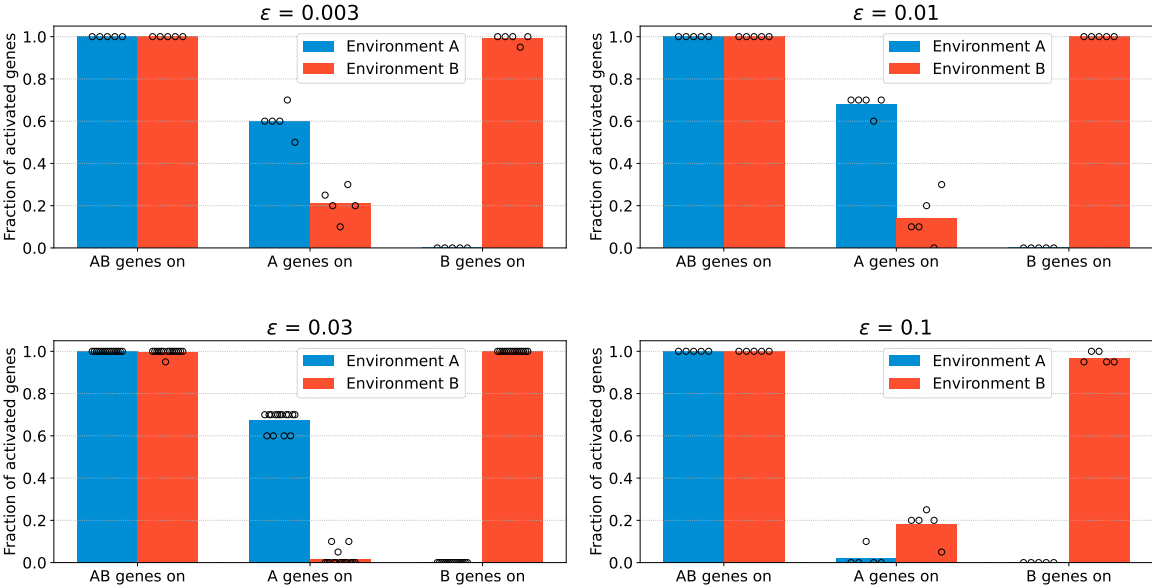 ε = 0.003
Fraction of activated genes
1.0
0.8
0.6
0.4
0.2
0.0
Environment A
Environment B
AB genes on
A genes on
B genes on
ε = 0.01
Fraction of activated genes
1.0
0.8
0.6
0.4
0.2
0.0
Environment A
Environment B
AB genes on
A genes on
B genes on
ε = 0.03
Fraction of activated genes
1.0
0.8
0.6
0.4
0.2
0.0
Environment A
Environment B
AB genes on
A genes on
B genes on
ε = 0.1
Fraction of activated genes
1.0
0.8
0.6
0.4
0.2
0.0
Environment A
Environment B
AB genes on
A genes on
B genes on